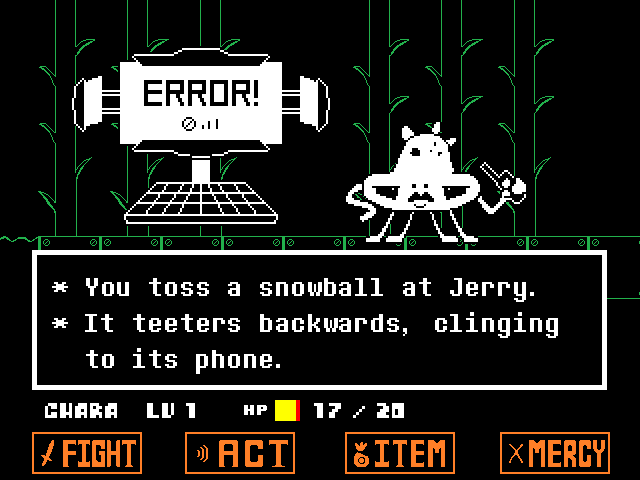 ERROR!
* You toss a snowball at Jerry.
* It teeters backwards, clinging
to its phone.
CHARA LV 1 HP 17 / 20
FIGHT ACT ITEM MERCY